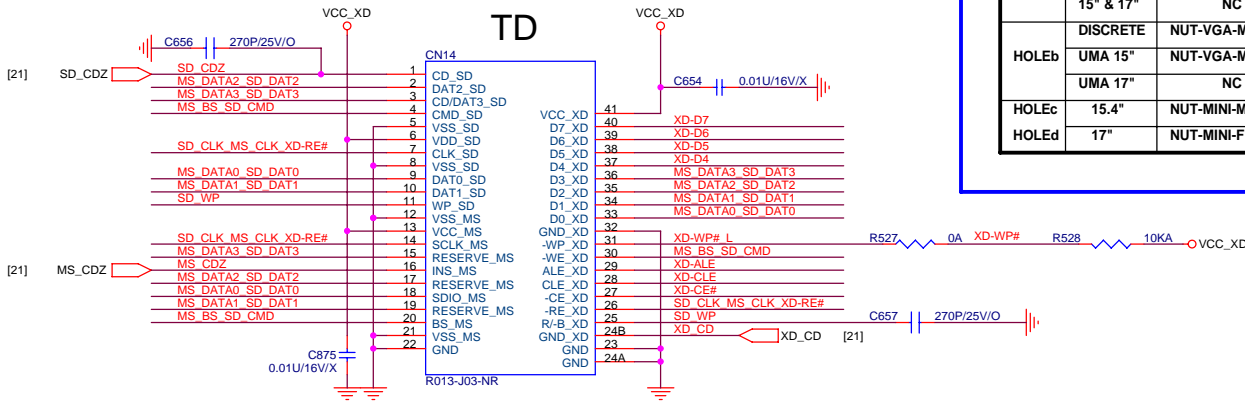 VCC_XD
TD
VCC_XD
15" & 17" NC
DISCRETE
HOLEb UMA 15"
UMA 17" NC
HOLEc 15.4"
HOLEd 17"
C656 270P/25V/O
CN14
C654 0.01U/16V/X
[21] SD_CDZ SD_CDZ 1 CD_SD
MS_DATA2_SD_DAT2 2 DAT2_SD
MS_DATA3_SD_DAT3 3 CD/DAT3_SD
MS_BS_SD_CMD 4 CMD_SD
5 VSS_SD
6 VDD_SD
SD_CLK_MS_CLK_XD-RE# 7 CLK_SD
8 VSS_SD
MS_DATA0_SD_DAT0 9 DAT0_SD
MS_DATA1_SD_DAT1 10 DAT1_SD
SD_WP 11 WP_SD
12 VSS_MS
13 VCC_MS
SD_CLK_MS_CLK_XD-RE# 14 SCLK_MS
MS_DATA3_SD_DAT3 15 RESERVE_MS
[21] MS_CDZ MS_CDZ 16 INS_MS
MS_DATA2_SD_DAT2 17 RESERVE_MS
MS_DATA0_SD_DAT0 18 SDIO_MS
MS_DATA1_SD_DAT1 19 RESERVE_MS
MS_BS_SD_CMD 20 BS_MS
21 VSS_MS
22 GND
C875
0.01U/16V/X
R013-J03-NR
VCC_XD 41
D7_XD 40 XD-D7
D6_XD 39 XD-D6
D5_XD 38 XD-D5
D4_XD 37 XD-D4
D3_XD 36 MS_DATA3_SD_DAT3
D2_XD 35 MS_DATA2_SD_DAT2
D1_XD 34 MS_DATA1_SD_DAT1
D0_XD 33 MS_DATA0_SD_DAT0
GND_XD 32
-WP_XD 31 XD-WP#_L R527 0A XD-WP# R528 10KA VCC_XD
-WE_XD 30 MS_BS_SD_CMD
ALE_XD 29 XD-ALE
CLE_XD 28 XD-CLE
-CE_XD 27 XD-CE#
-RE_XD 26 SD_CLK_MS_CLK_XD-RE#
R/-B_XD 25 SD_WP C657 270P/25V/O
GND_XD 24B XD_CD XD_CD [21]
GND 23
GND 24A